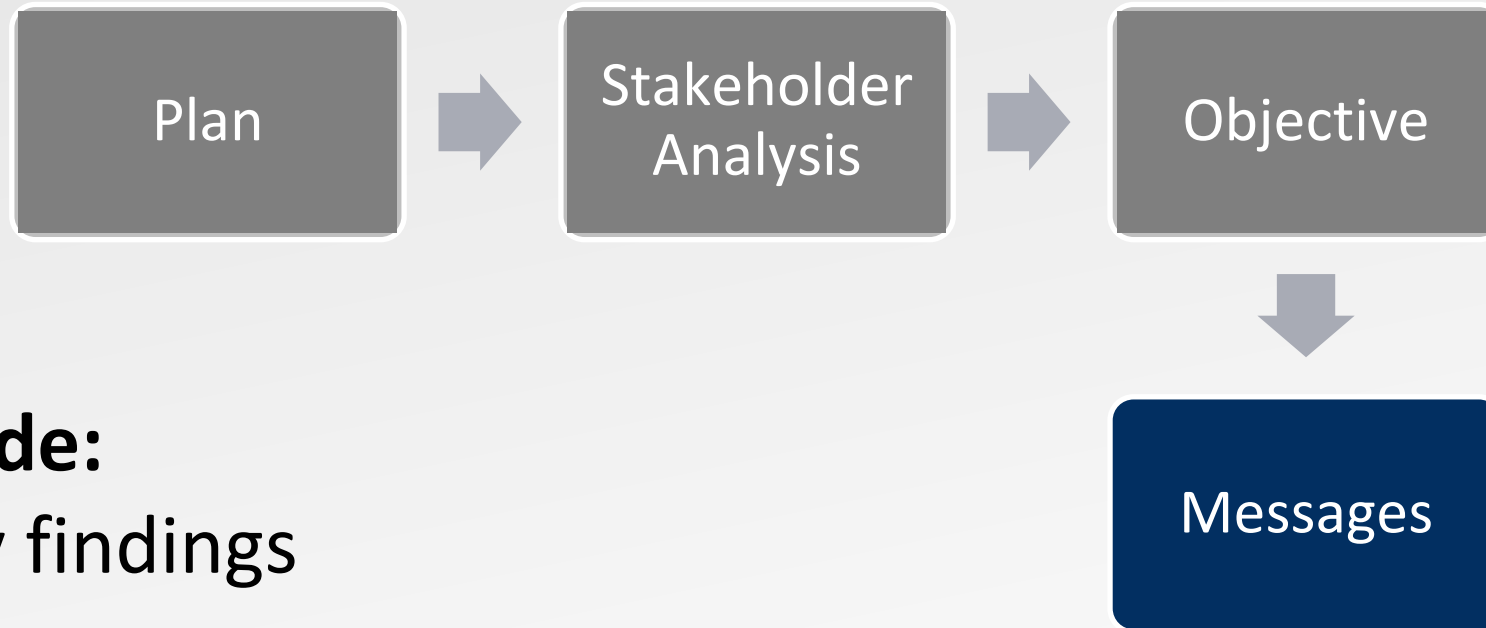 Plan
Stakeholder
Analysis
Objective
de:
findings
Messages